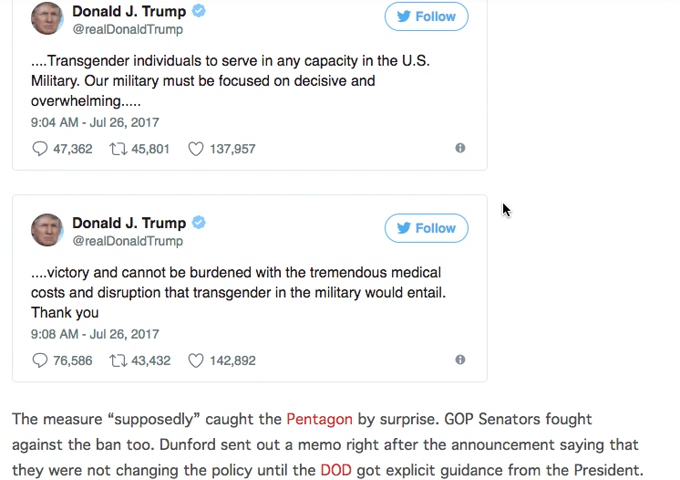 Donald J. Trump
@realDonaldTrump
Follow
....Transgender individuals to serve in any capacity in the U.S.
Military. Our military must be focused on decisive and
overwhelming.....
9:04 AM - Jul 26, 2017
47,362 45,801 137,957
Donald J. Trump
@realDonaldTrump
Follow
....victory and cannot be burdened with the tremendous medical
costs and disruption that transgender in the military would entail.
Thank you
9:08 AM - Jul 26, 2017
76,586 43,432 142,892
The measure “supposedly” caught the Pentagon by surprise. GOP Senators fought
against the ban too. Dunford sent out a memo right after the announcement saying that
they were not changing the policy until the DOD got explicit guidance from the President.